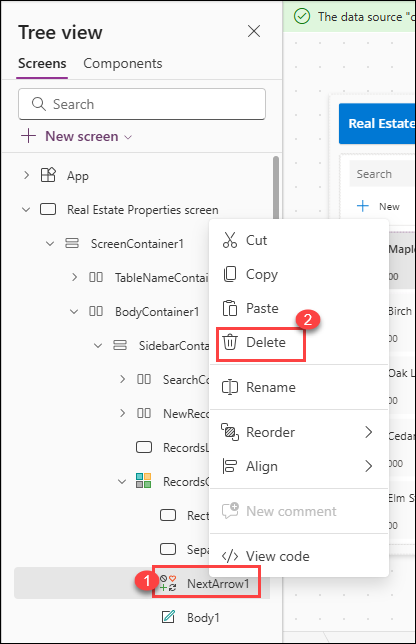 Tree view
Screens Components
Search
New screen
App
Real Estate Properties screen
ScreenContainer1
TableNameContai
BodyContainer1
SidebarConta
SearchCo
NewReco
RecordsL
RecordsG
Rect
Sepa
1 NextArrow1
Body1
Cut
Copy
Paste
2
Delete
Rename
Reorder
Align
New comment
View code
The data source "c
Real Estate
Search
New
Maple
00
Birch
00
Oak L
000
Cedar
000
Elm S
00